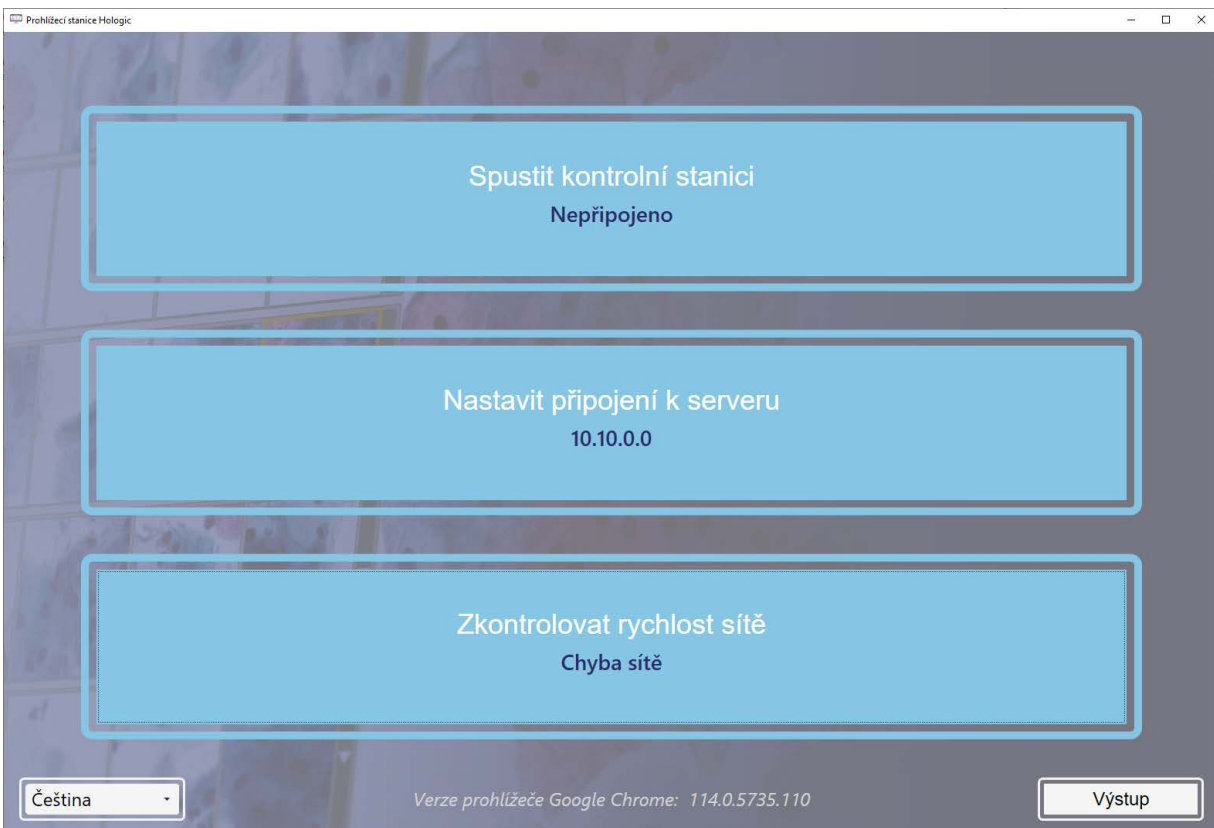 Prohlížecí stanice Hologic
Spustit kontrolní stanici
Nepřipojeno
Nastavit připojení k serveru
10.10.0.0
Zkontrolovat rychlost sítě
Chyba sítě
Čeština
Verze prohlížeče Google Chrome: 114.0.5735.110
Výstup